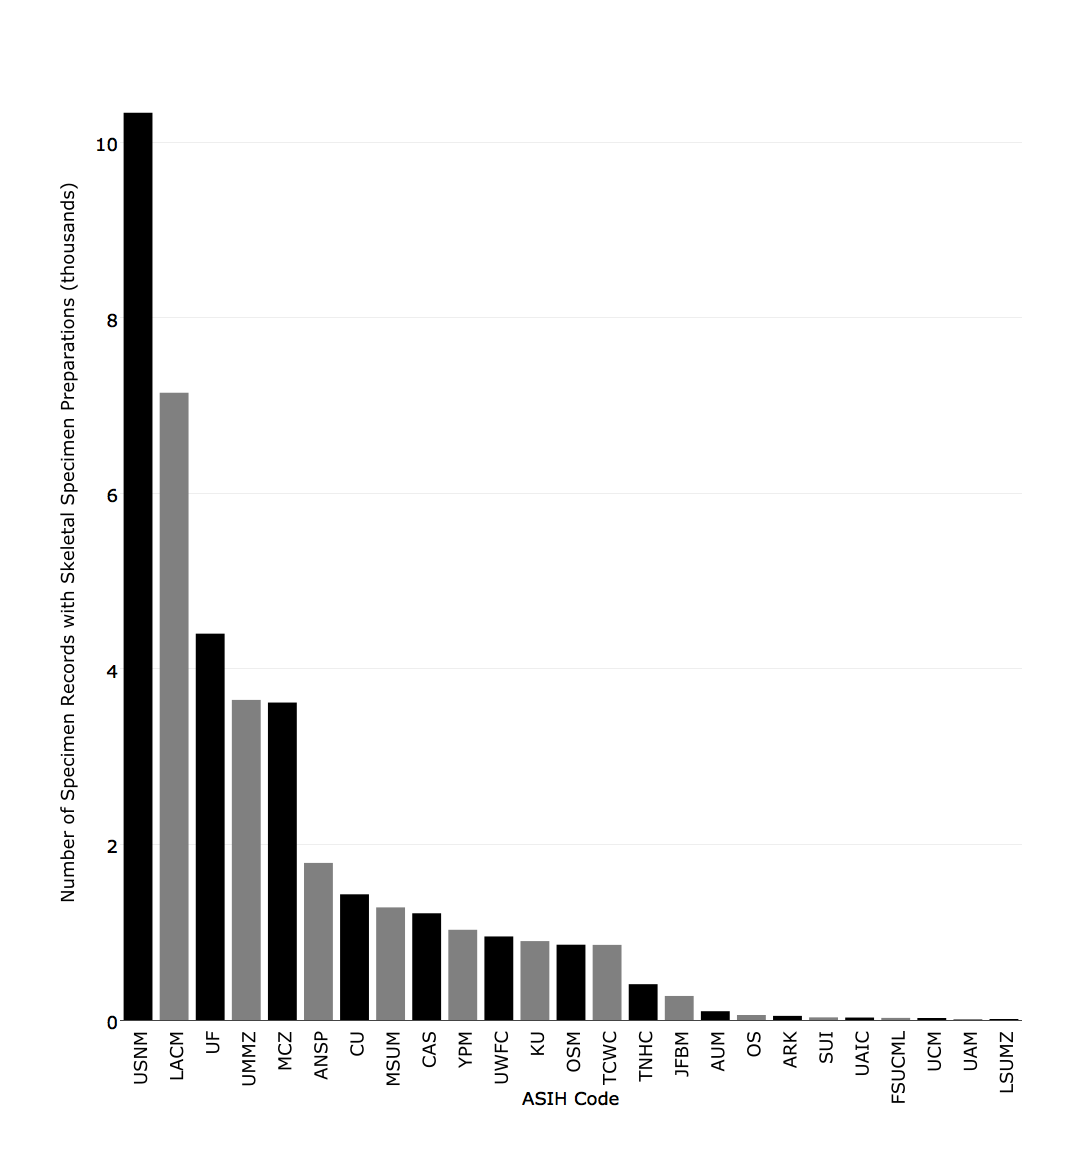 Number of Specimen Records with Skeletal Specimen Preparations (thousands)
10
8
6
4
2
0
USNM
LACM
UF
UMMZ
MCZ
ANSP
CU
MSUM
CAS
YPM
UWFC
KU
OSM
TCWC
TNHC
JFBM
AUM
OS
ARK
SUI
UAIC
FSUCML
UCM
UAM
LSUMZ
ASIH Code